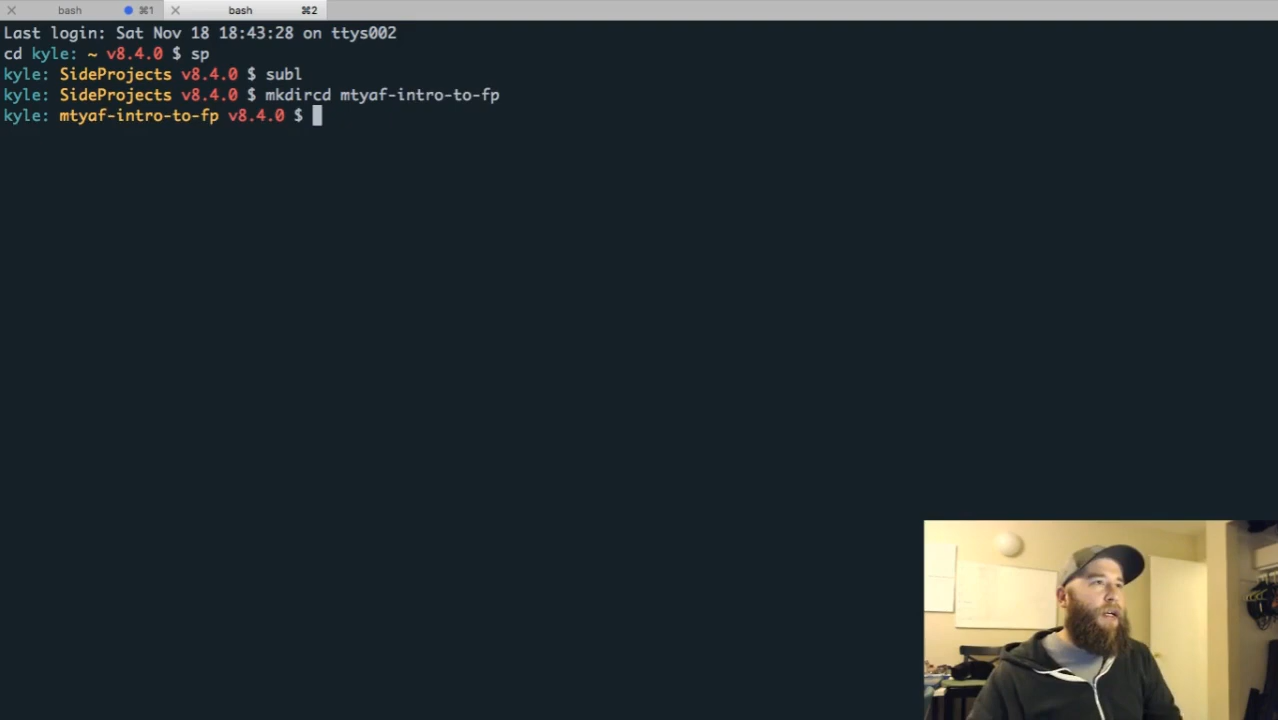 bash ⌘1 bash ⌘2
Last login: Sat Nov 18 18:43:28 on ttys002
cd kyle: ~ v8.4.0 $ sp
kyle: SideProjects v8.4.0 $ subl
kyle: SideProjects v8.4.0 $ mkdircd mtyaf-intro-to-fp
kyle: mtyaf-intro-to-fp v8.4.0 $